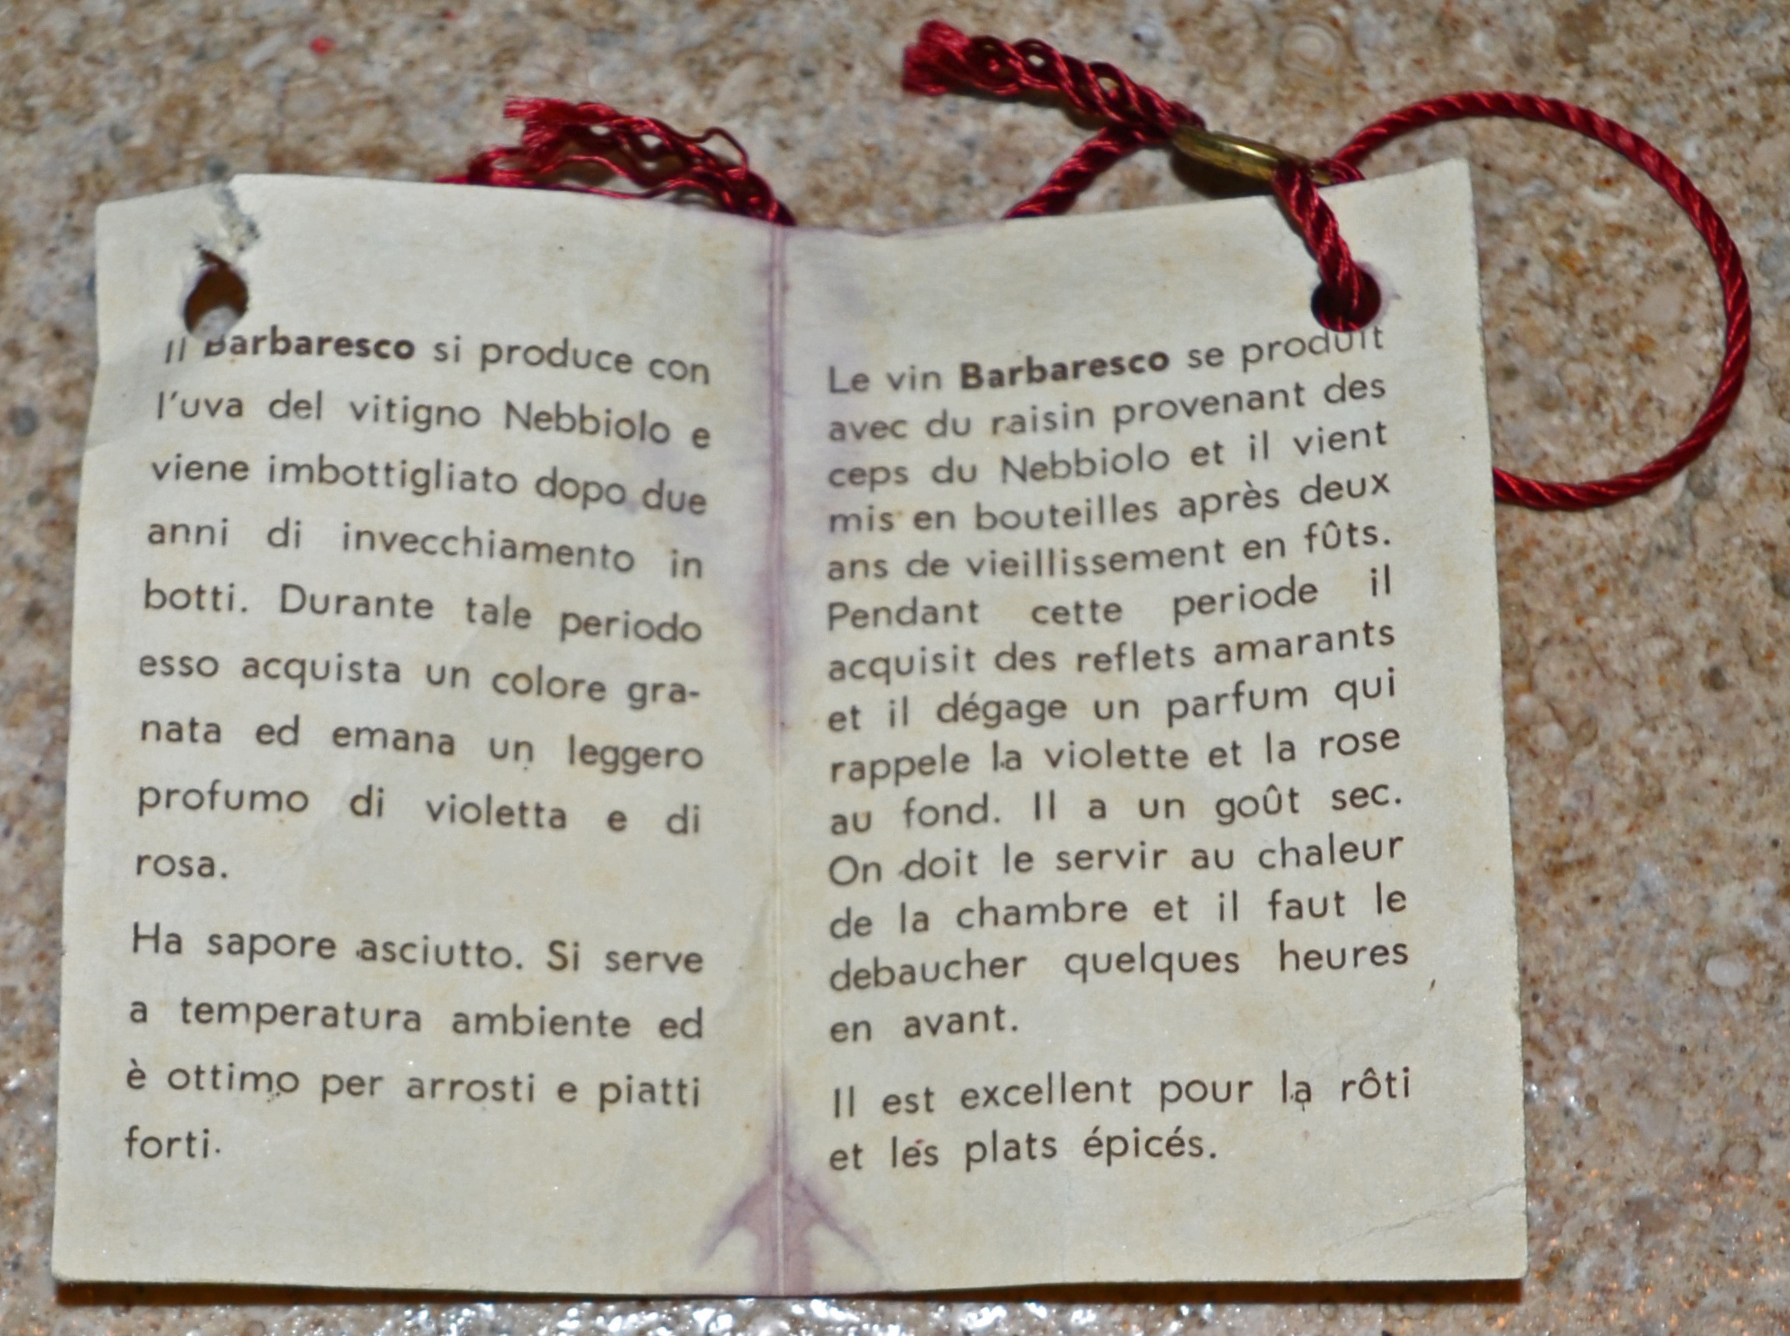 Il Barbaresco si produce con
l'uva del vitigno Nebbiolo e
viene imbottigliato dopo due
anni di invecchiamento in
botti. Durante tale periodo
esso acquista un colore gra-
nata ed emana un leggero
profumo di violetta e di
rosa.
Ha sapore asciutto. Si serve
a temperatura ambiente ed
è ottimo per arrosti e piatti
forti.
Le vin Barbaresco se produit
avec du raisin provenant des
ceps du Nebbiolo et il vient
mis en bouteilles après deux
ans de vieillissement en fûts.
Pendant cette periode il
acquisit des reflets amarants
et il dégage un parfum qui
rappele la violette et la rose
au fond. Il a un goût sec.
On doit le servir au chaleur
de la chambre et il faut le
debaucher quelques heures
en avant.
Il est excellent pour la rôti
et les plats épicés.